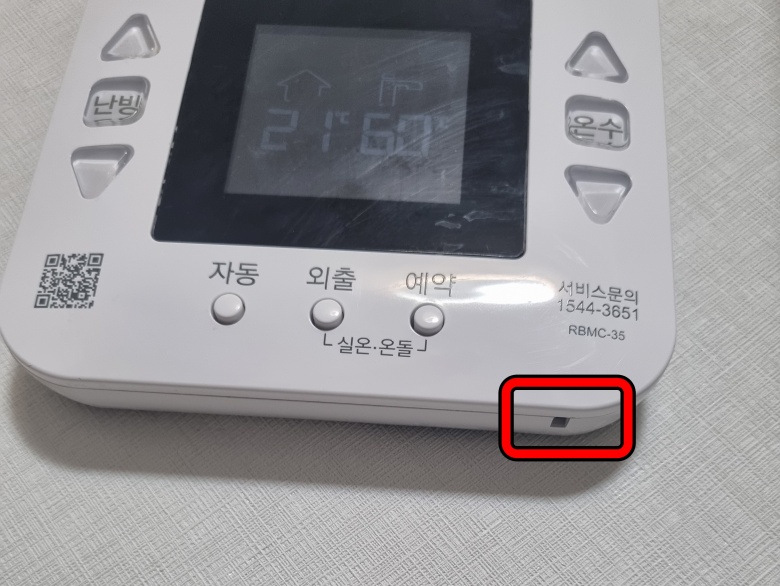 21℃ 60℃
난방
온수
자동 외출 예약
실온·온돌
서비스문의
1544-3651
RBMC-35